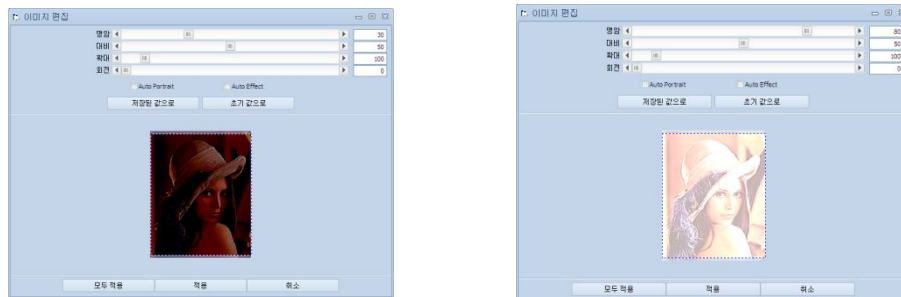 이미지 편집
명암 30
대비 50
확대 100
회전 0
Auto Portrait Auto Effect
저장된 값으로 초기 값으로
모두 적용 적용 취소
이미지 편집
명암 80
대비 50
확대 100
회전 0
Auto Portrait Auto Effect
저장된 값으로 초기 값으로
모두 적용 적용 취소